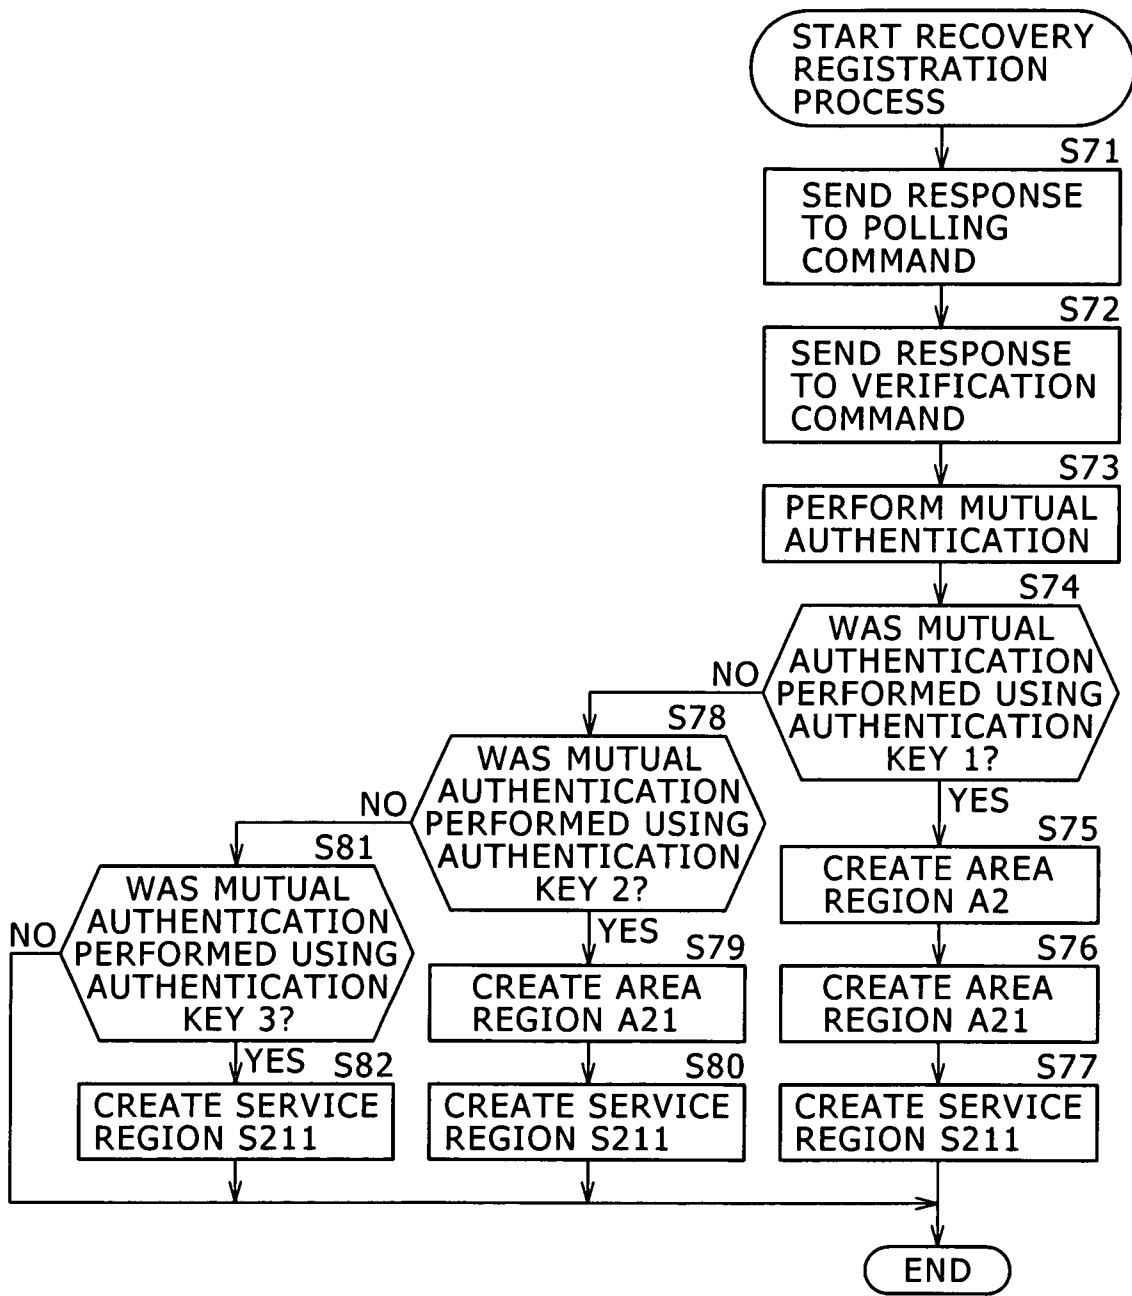 START RECOVERY
REGISTRATION
PROCESS
S71
SEND RESPONSE
TO POLLING
COMMAND
S72
SEND RESPONSE
TO VERIFICATION
COMMAND
S73
PERFORM MUTUAL
AUTHENTICATION
S74
WAS MUTUAL
AUTHENTICATION
PERFORMED USING
AUTHENTICATION
KEY 1?
NO
YES
S75
CREATE AREA
REGION A2
S76
CREATE AREA
REGION A21
S77
CREATE SERVICE
REGION S211
S78
WAS MUTUAL
AUTHENTICATION
PERFORMED USING
AUTHENTICATION
KEY 2?
NO
YES
S79
CREATE AREA
REGION A21
S80
CREATE SERVICE
REGION S211
S81
WAS MUTUAL
AUTHENTICATION
PERFORMED USING
AUTHENTICATION
KEY 3?
NO
YES
S82
CREATE SERVICE
REGION S211
END